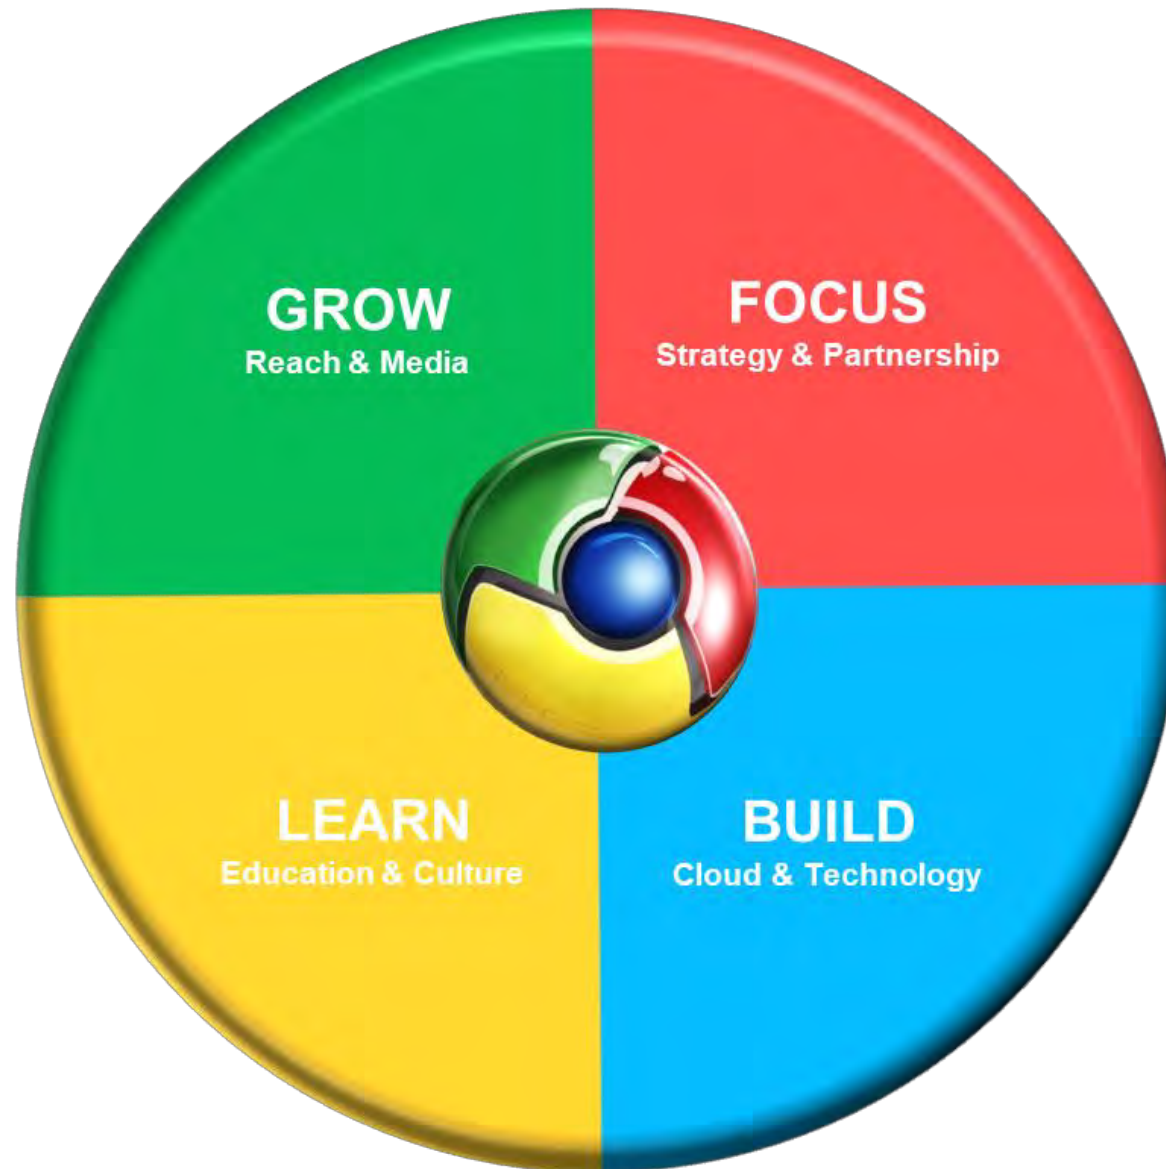 GROW
Reach & Media
FOCUS
Strategy & Partnership
LEARN
Education & Culture
BUILD
Cloud & Technology